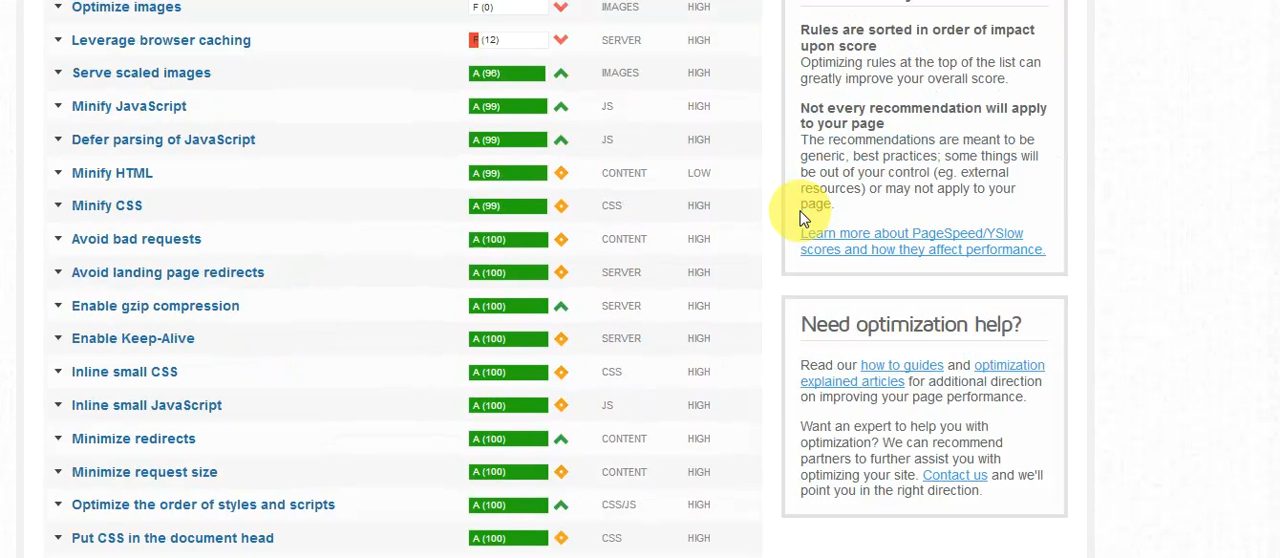 Optimize images F (0) IMAGES HIGH
Leverage browser caching F (12) SERVER HIGH
Serve scaled images A (96) IMAGES HIGH
Minify JavaScript A (99) JS HIGH
Defer parsing of JavaScript A (99) JS HIGH
Minify HTML A (99) CONTENT LOW
Minify CSS A (99) CSS HIGH
Avoid bad requests A (100) CONTENT HIGH
Avoid landing page redirects A (100) SERVER HIGH
Enable gzip compression A (100) SERVER HIGH
Enable Keep-Alive A (100) SERVER HIGH
Inline small CSS A (100) CSS HIGH
Inline small JavaScript A (100) JS HIGH
Minimize redirects A (100) CONTENT HIGH
Minimize request size A (100) CONTENT HIGH
Optimize the order of styles and scripts A (100) CSS/JS HIGH
Put CSS in the document head A (100) CSS HIGH
Rules are sorted in order of impact
upon score
Optimizing rules at the top of the list can
greatly improve your overall score.
Not every recommendation will apply
to your page
The recommendations are meant to be
generic, best practices; some things will
be out of your control (eg. external
resources) or may not apply to your
page.
Learn more about PageSpeed/YSlow
scores and how they affect performance.
Need optimization help?
Read our how to guides and optimization
explained articles for additional direction
on improving your page performance.
Want an expert to help you with
optimization? We can recommend
partners to further assist you with
optimizing your site. Contact us and we'll
point you in the right direction.